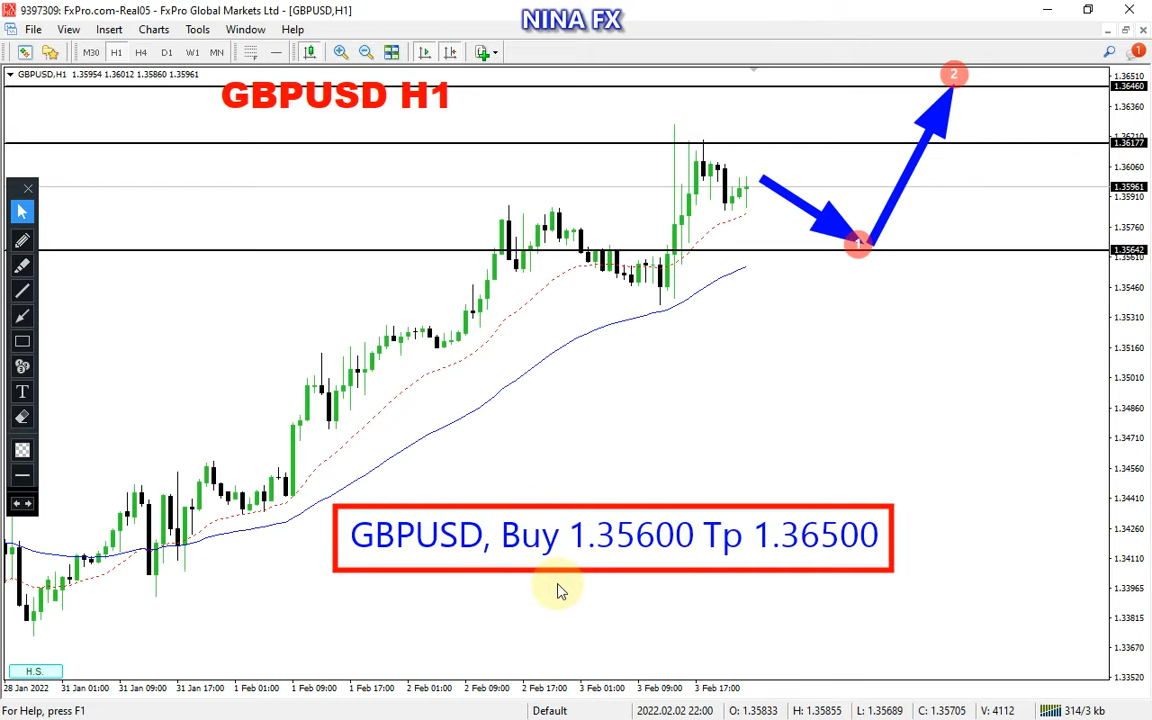 9397309: FxPro.com-Real05 - FxPro Global Markets Ltd - [GBPUSD,H1]
NINA FX
File View Insert Charts Tools Window Help
M30 H1 H4 D1 W1 MN
1
GBPUSD,H1 1.35954 1.36012 1.35860 1.35961
GBPUSD H1
2
1.36510
1.36460
1.36360
1.36210
1.36177
1.36060
1.35961
1.35910
1.35760
1
1.35642
1.35610
1.35460
1.35310
1.35160
1.35010
1.34860
1.34710
1.34560
1.34410
GBPUSD, Buy 1.35600 Tp 1.36500
1.34260
1.34110
1.33965
1.33815
H.S.
1.33670
1.33520
28 Jan 2022 31 Jan 01:00 31 Jan 09:00 31 Jan 17:00 1 Feb 01:00 1 Feb 09:00 1 Feb 17:00 2 Feb 01:00 2 Feb 09:00 2 Feb 17:00 3 Feb 01:00 3 Feb 09:00 3 Feb 17:00
For Help, press F1 Default 2022.02.02 22:00 O: 1.35833 H: 1.35855 L: 1.35689 C: 1.35705 V: 4112 314/3 kb